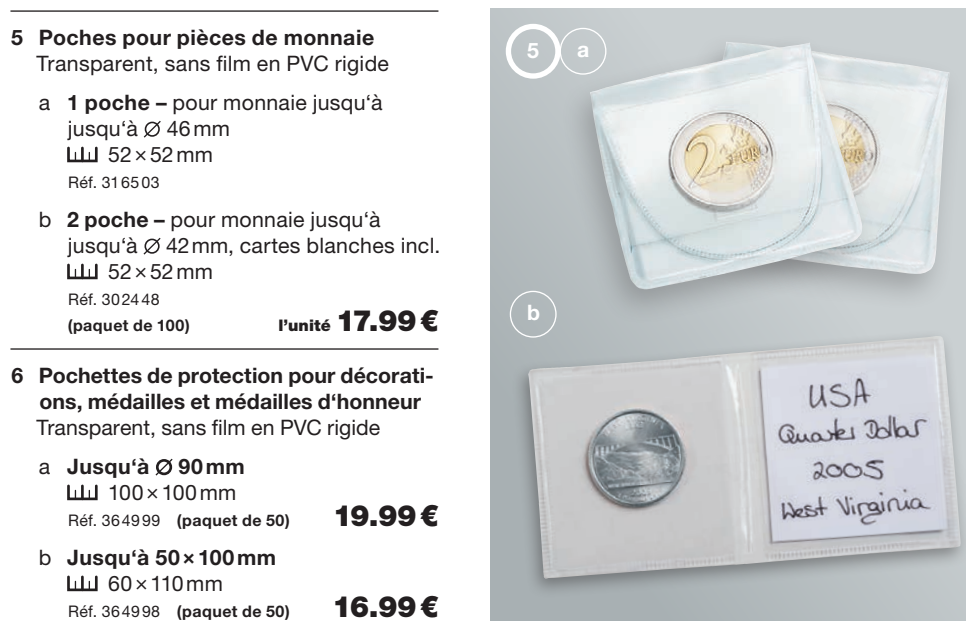 5 Poches pour pièces de monnaie
Transparent, sans film en PVC rigide
a 1 poche – pour monnaie jusqu‘à
jusqu‘à Ø 46 mm
52 × 52 mm
Réf. 316503
b 2 poche – pour monnaie jusqu‘à
jusqu‘à Ø 42 mm, cartes blanches incl.
52 × 52 mm
Réf. 302448
(paquet de 100) l’unité 17.99 €
6 Pochettes de protection pour décorati-
ons, médailles et médailles d‘honneur
Transparent, sans film en PVC rigide
a Jusqu‘à Ø 90 mm
100 × 100 mm
Réf. 364999 (paquet de 50) 19.99 €
b Jusqu‘à 50 × 100 mm
60 × 110 mm
Réf. 364998 (paquet de 50) 16.99 €
5 a
2 EURO
b
USA
Quarter Dollar
2005
West Virginia